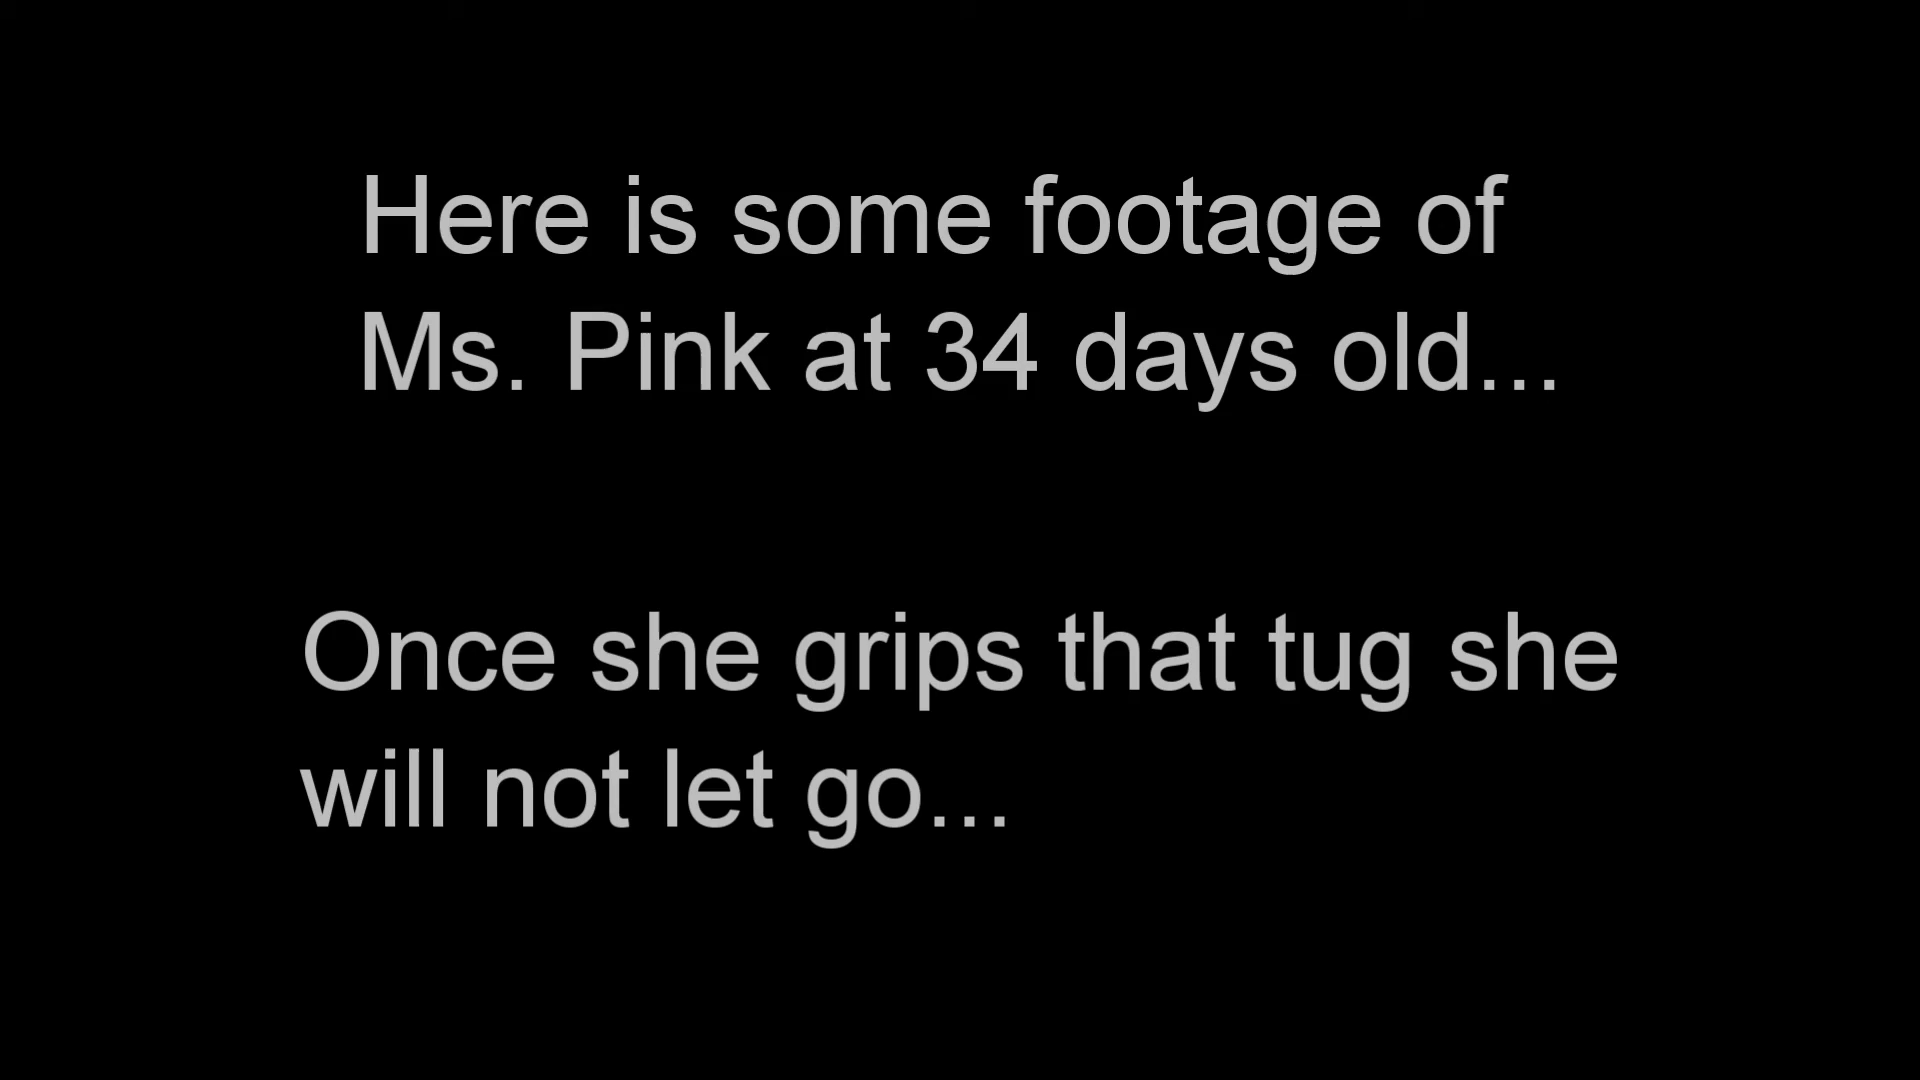 Here is some footage of
Ms. Pink at 34 days old...
Once she grips that tug she
will not let go...